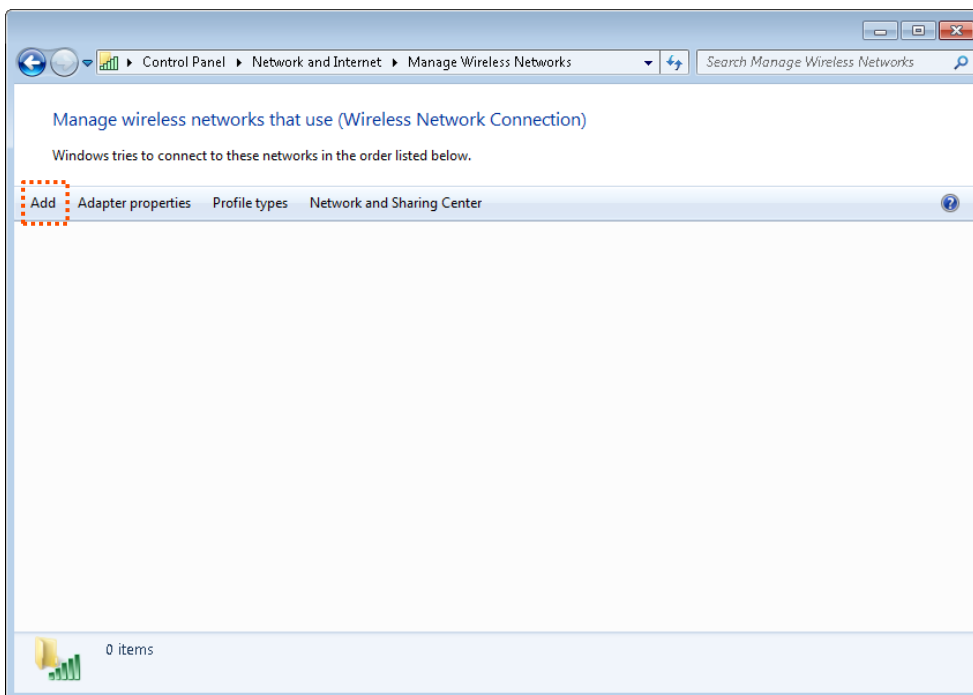 Control Panel Network and Internet Manage Wireless Networks Search Manage Wireless Networks
Manage wireless networks that use (Wireless Network Connection)
Windows tries to connect to these networks in the order listed below.
Add Adapter properties Profile types Network and Sharing Center ?
0 items